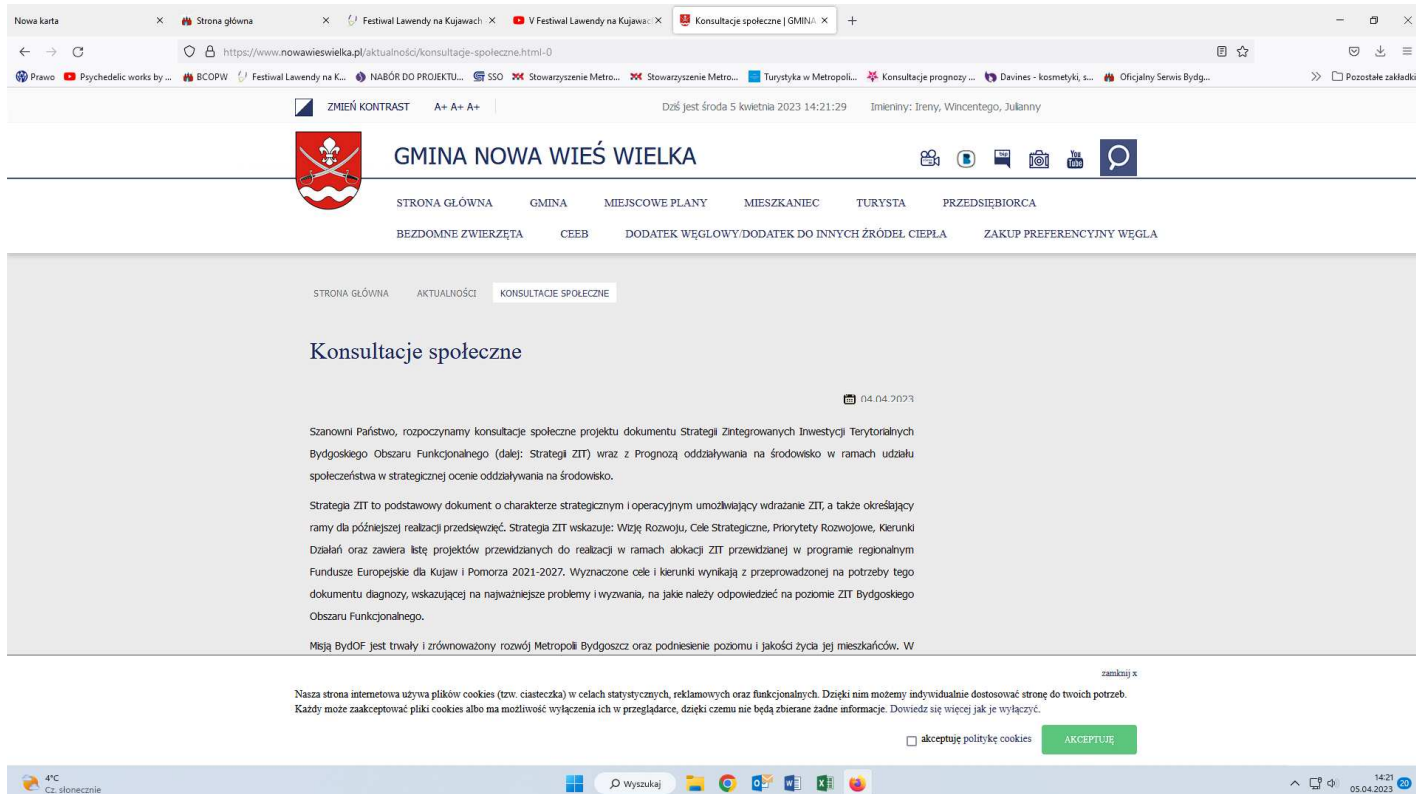 Nowa karta
Strona główna
Festiwal Lawendy na Kujawach
V Festiwal Lawendy na Kujawac
Konsultacje społeczne | GMINA
https://www.nowawieswielka.pl/aktualności/konsultacje-społeczne.html-0
Prawo
Psychedelic works by ...
BCOPW
Festiwal Lawendy na K...
NABÓR DO PROJEKTU...
SSO
Stowarzyszenie Metro...
Stowarzyszenie Metro...
Turystyka w Metropoli...
Konsultacje prognozy ...
Davines - kosmetyki, s...
Oficjalny Serwis Bydg...
Pozostałe zakładki
ZMIEŃ KONTRAST
A+ A+ A+
Dziś jest środa 5 kwietnia 2023 14:21:29
Imieniny: Ireny, Wincentego, Julianny
GMINA NOWA WIEŚ WIELKA
bip
You
Tube
STRONA GŁÓWNA
GMINA
MIEJSCOWE PLANY
MIESZKANIEC
TURYSTA
PRZEDSIĘBIORCA
BEZDOMNE ZWIERZĘTA
CEEB
DODATEK WĘGLOWY/DODATEK DO INNYCH ŹRÓDEŁ CIEPŁA
ZAKUP PREFERENCYJNY WĘGLA
STRONA GŁÓWNA
AKTUALNOŚCI
KONSULTACJE SPOŁECZNE
Konsultacje społeczne
04.04.2023
Szanowni Państwo, rozpoczynamy konsultacje społeczne projektu dokumentu Strategii Zintegrowanych Inwestycji Terytorialnych
Bydgoskiego Obszaru Funkcjonalnego (dalej: Strategii ZIT) wraz z Prognozą oddziaływania na środowisko w ramach udziału
społeczeństwa w strategicznej ocenie oddziaływania na środowisko.
Strategia ZIT to podstawowy dokument o charakterze strategicznym i operacyjnym umożliwiający wdrażanie ZIT, a także określający
ramy dla późniejszej realizacji przedsięwzięć. Strategia ZIT wskazuje: Wizję Rozwoju, Cele Strategiczne, Priorytety Rozwojowe, Kierunki
Działań oraz zawiera listę projektów przewidzianych do realizacji w ramach alokacji ZIT przewidzianej w programie regionalnym
Fundusze Europejskie dla Kujaw i Pomorza 2021-2027. Wyznaczone cele i kierunki wynikają z przeprowadzonej na potrzeby tego
dokumentu diagnozy, wskazującej na najważniejsze problemy i wyzwania, na jakie należy odpowiedzieć na poziomie ZIT Bydgoskiego
Obszaru Funkcjonalnego.
Misją BydOF jest trwały i zrównoważony rozwój Metropolii Bydgoszcz oraz podniesienie poziomu i jakości życia jej mieszkańców. W
zamknij x
Nasza strona internetowa używa plików cookies (tzw. ciasteczka) w celach statystycznych, reklamowych oraz funkcjonalnych. Dzięki nim możemy indywidualnie dostosować stronę do twoich potrzeb.
Każdy może zaakceptować pliki cookies albo ma możliwość wyłączenia ich w przeglądarce, dzięki czemu nie będą zbierane żadne informacje. Dowiedz się więcej jak je wyłączyć.
akceptuję politykę cookies
AKCEPTUJĘ
4°C
Cz. słonecznie
Wyszukaj
14:21
05.04.2023
20